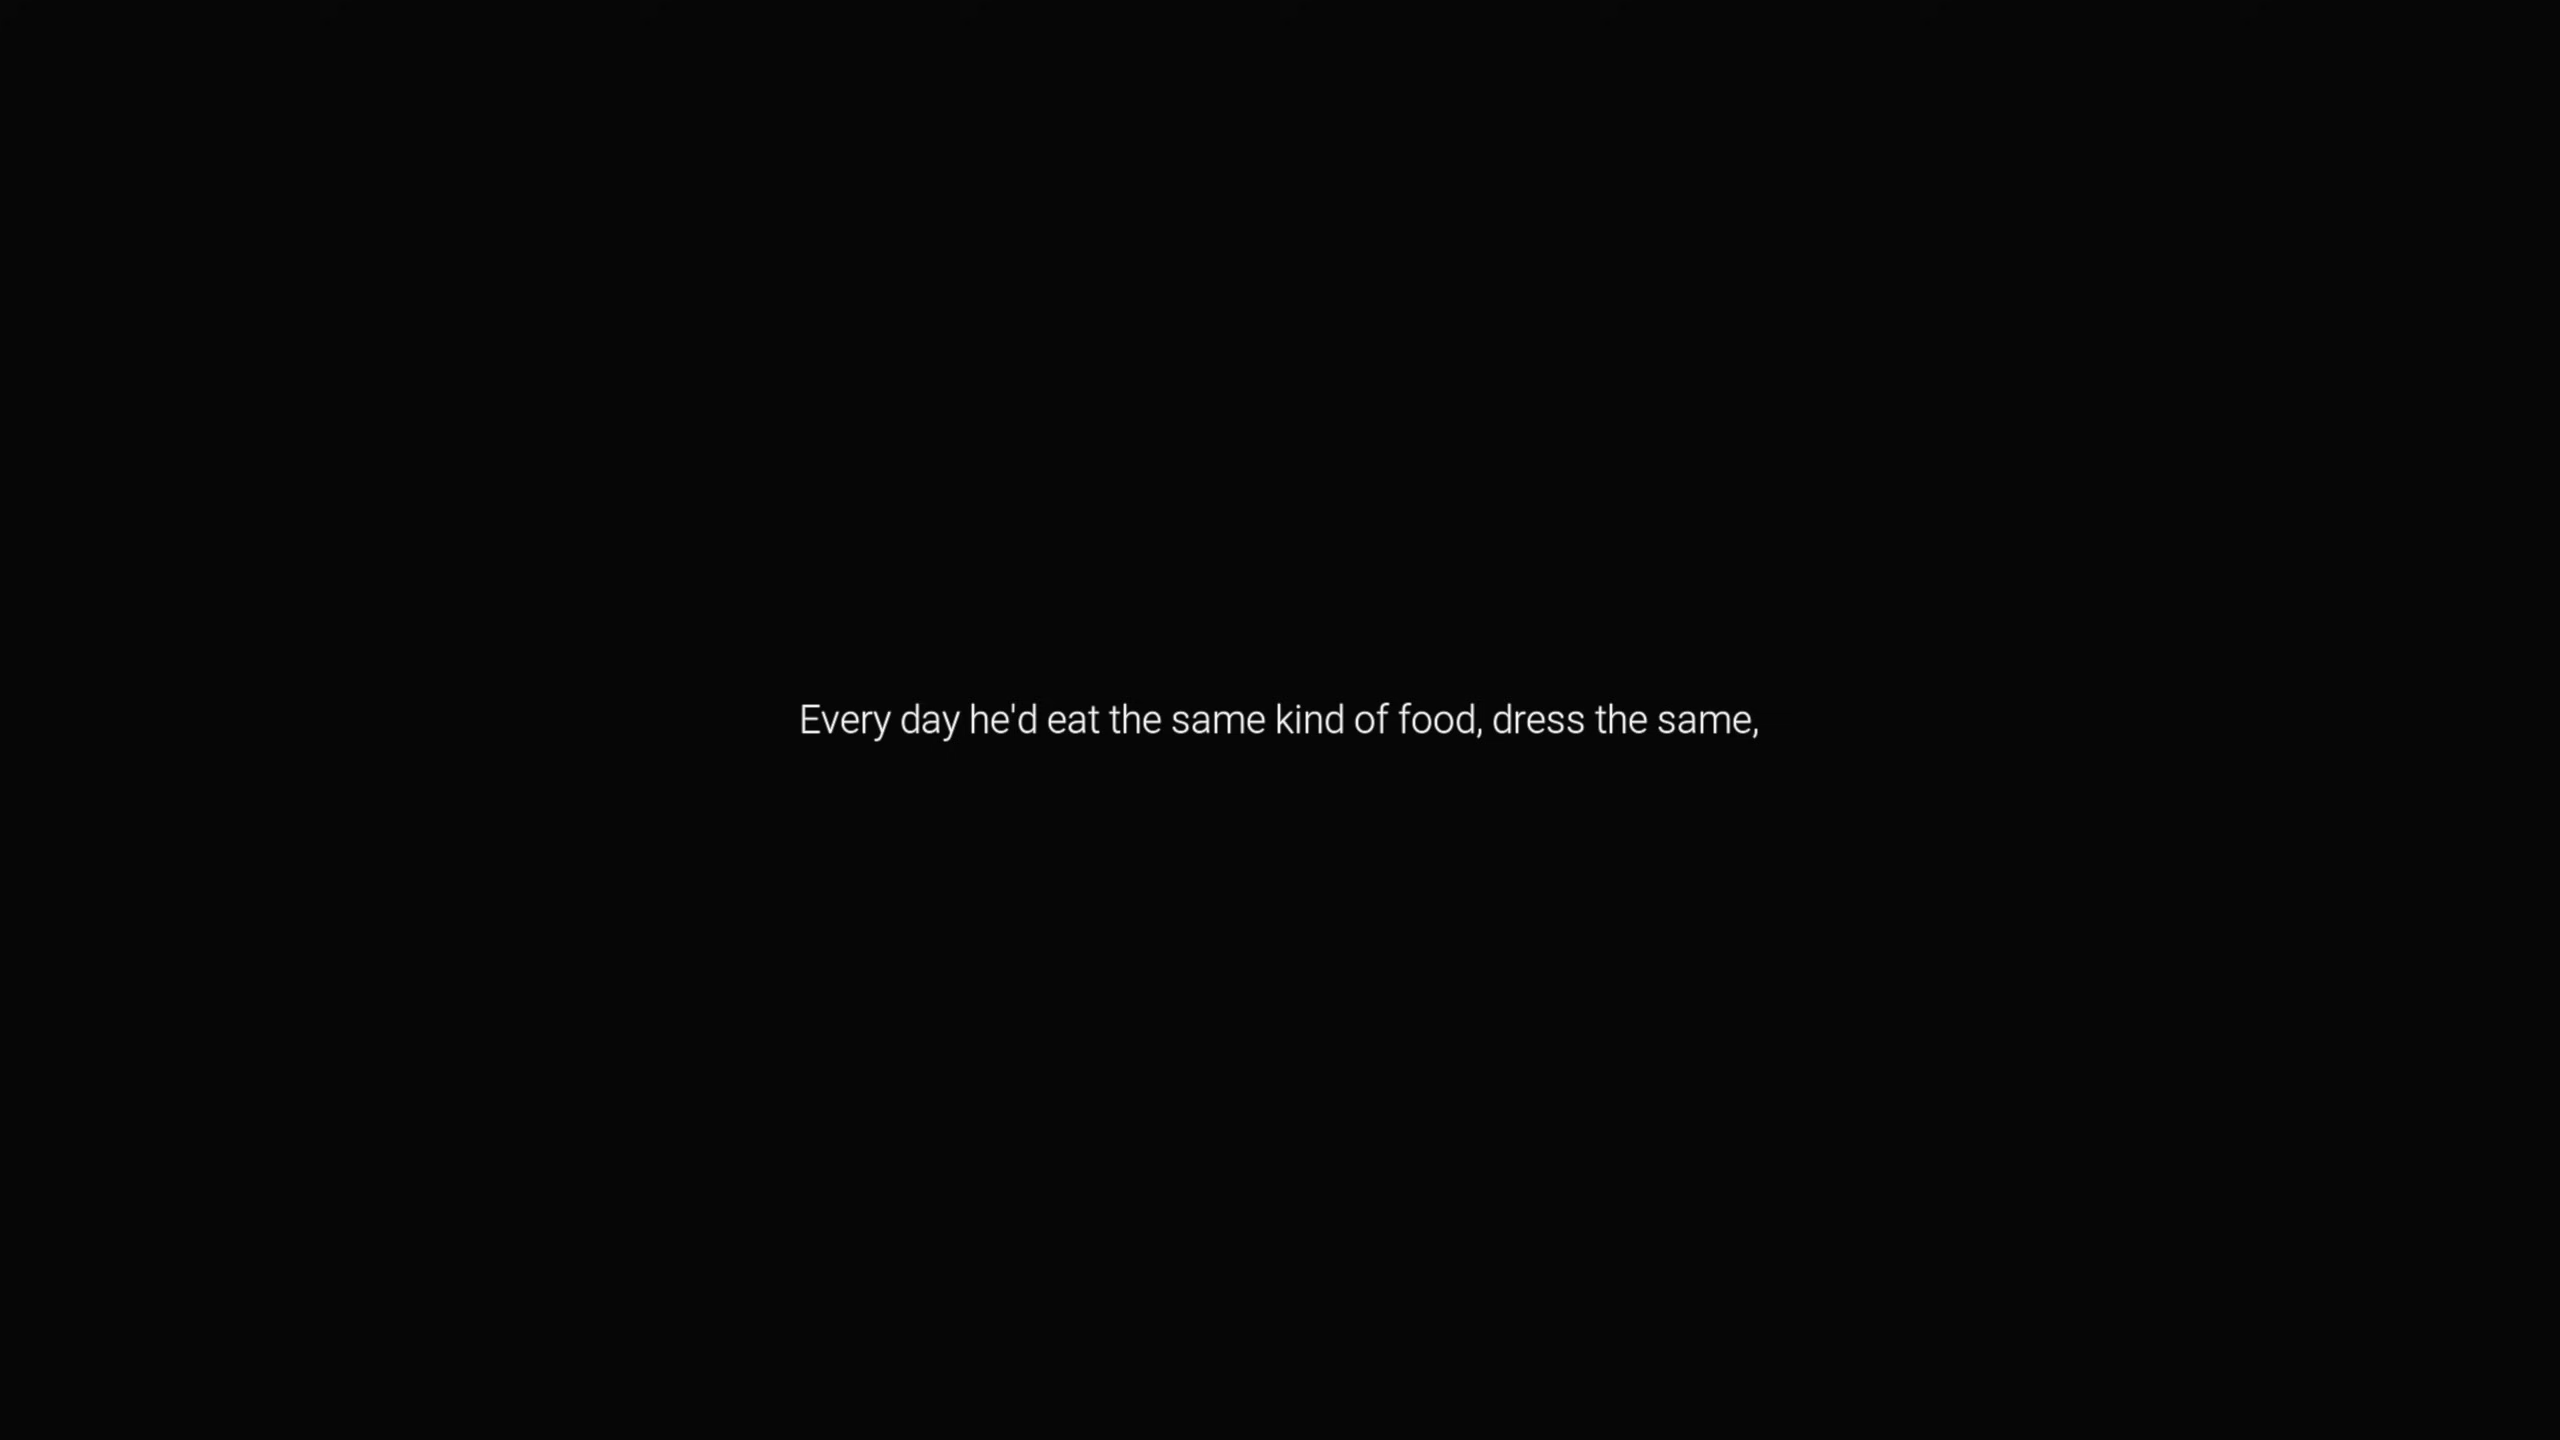 Every day he'd eat the same kind of food, dress the same,